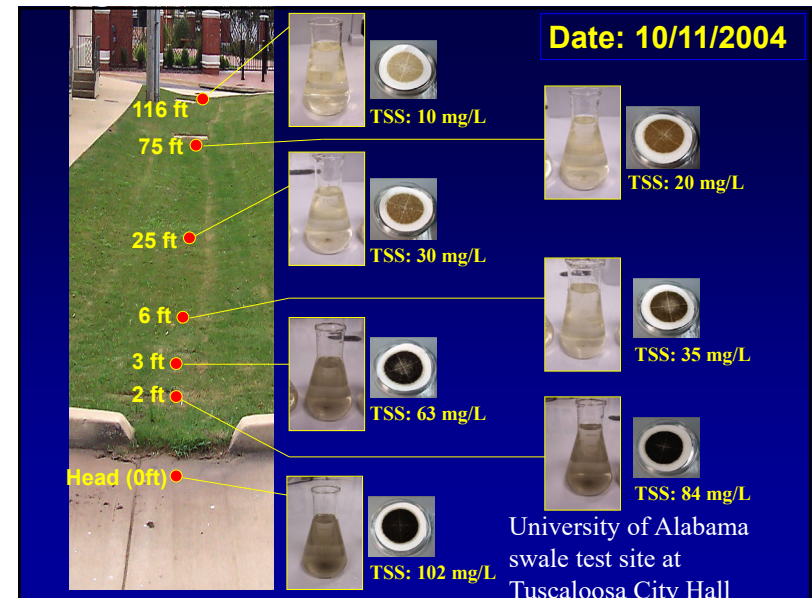 Date: 10/11/2004
116 ft
TSS: 10 mg/L
75 ft
TSS: 20 mg/L
25 ft
TSS: 30 mg/L
6 ft
TSS: 35 mg/L
3 ft
TSS: 63 mg/L
2 ft
TSS: 84 mg/L
Head (0ft)
TSS: 102 mg/L
University of Alabama
swale test site at
Tuscaloosa City Hall